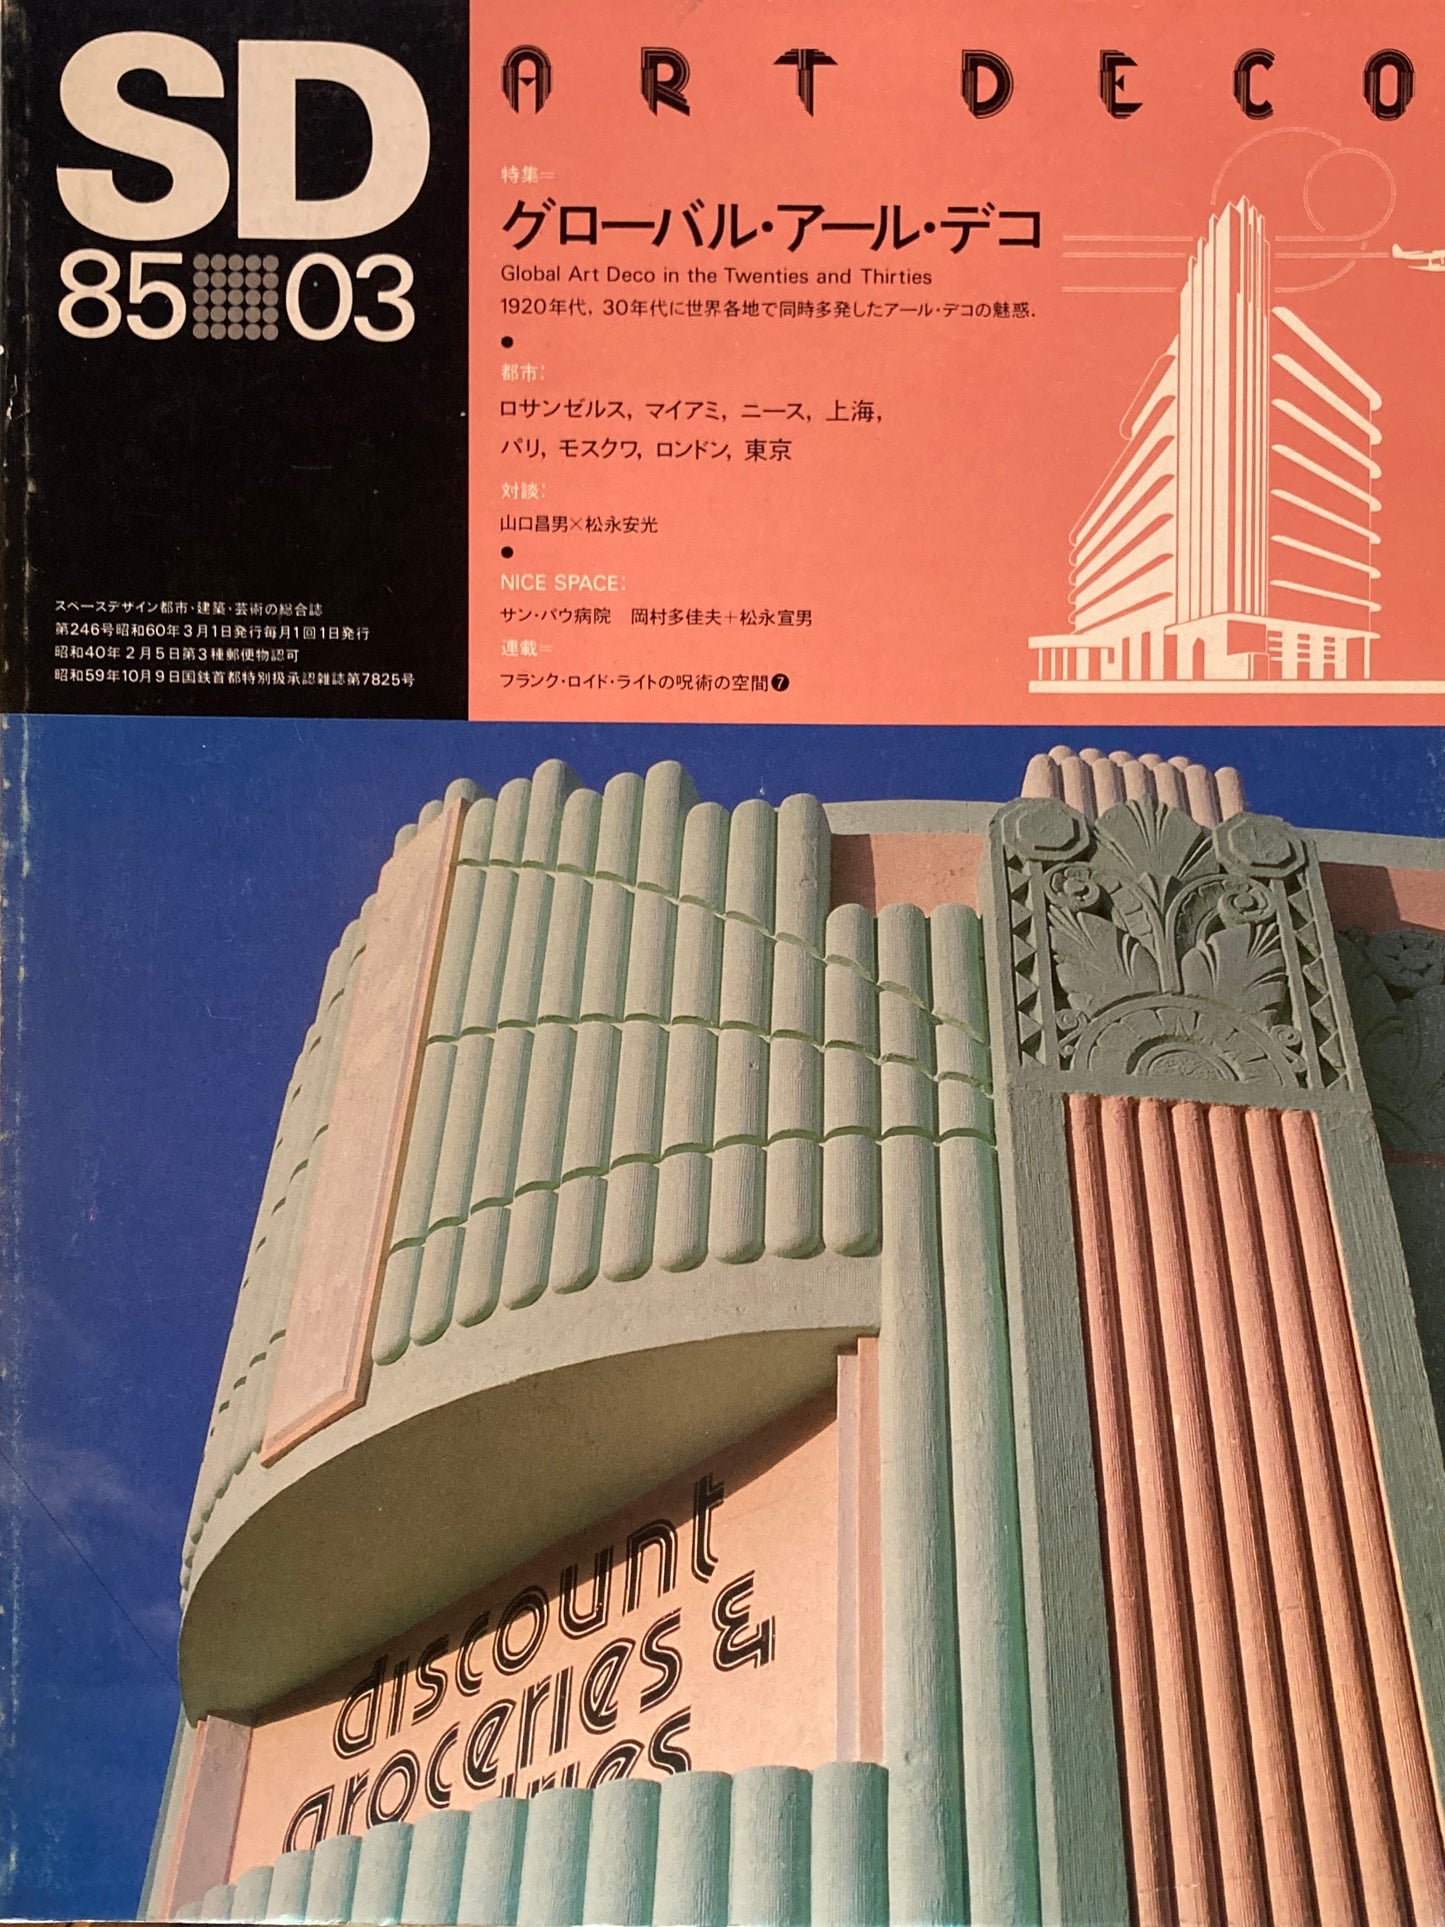 SD
85 03
スペースデザイン都市・建築・芸術の総合誌
第246号昭和60年3月1日発行毎月1回1日発行
昭和40年2月5日第3種郵便物認可
昭和59年10月9日国鉄首都特別扱承認雑誌第7825号
ART DECO
特集=
グローバル・アール・デコ
Global Art Deco in the Twenties and Thirties
1920年代, 30年代に世界各地で同時多発したアール・デコの魅惑.
●
都市:
ロサンゼルス, マイアミ, ニース, 上海,
パリ, モスクワ, ロンドン, 東京
対談:
山口昌男×松永安光
●
NICE SPACE:
サン・パウ病院 岡村多佳夫+松永宣男
連載=
フランク・ロイド・ライトの呪術の空間❼
discount
groceries &